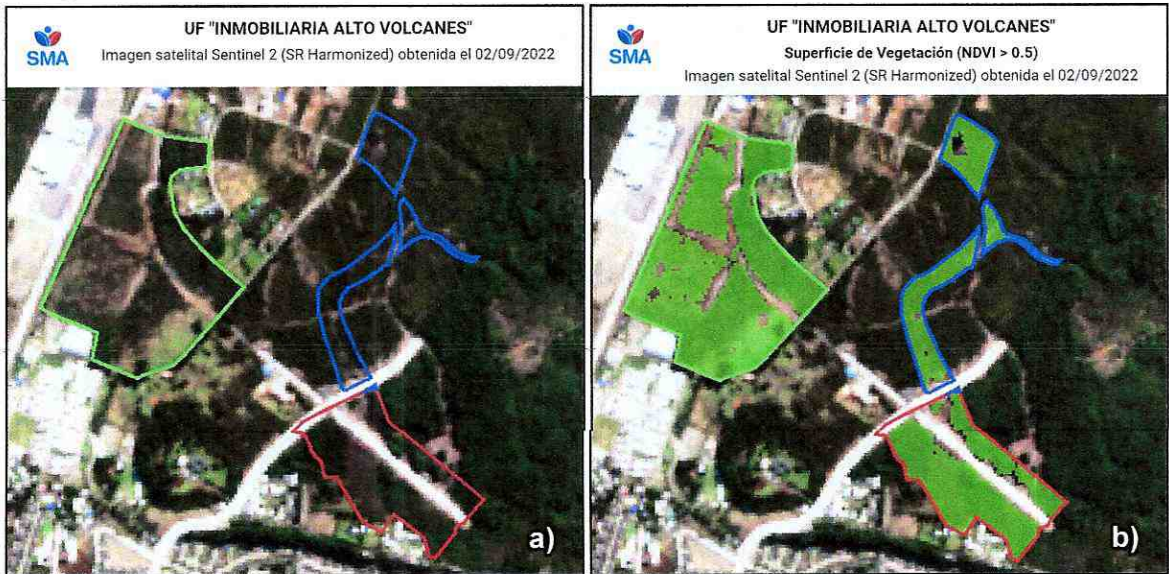 UF "INMOBILIARIA ALTO VOLCANES"
SMA
Imagen satelital Sentinel 2 (SR Harmonized) obtenida el 02/09/2022
a)
UF "INMOBILIARIA ALTO VOLCANES"
SMA
Superficie de Vegetación (NDVI > 0.5)
Imagen satelital Sentinel 2 (SR Harmonized) obtenida el 02/09/2022
b)